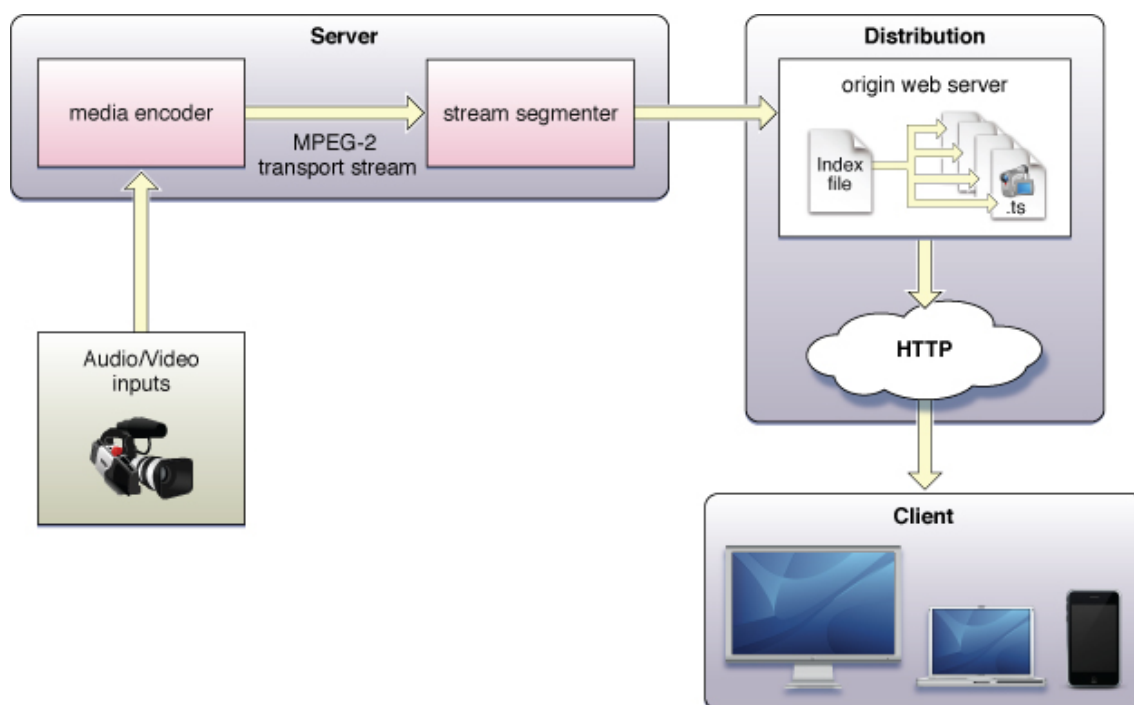 Server
media encoder
MPEG-2
transport stream
stream segmenter
Audio/Video
inputs
Distribution
origin web server
Index
file
.ts
HTTP
Client